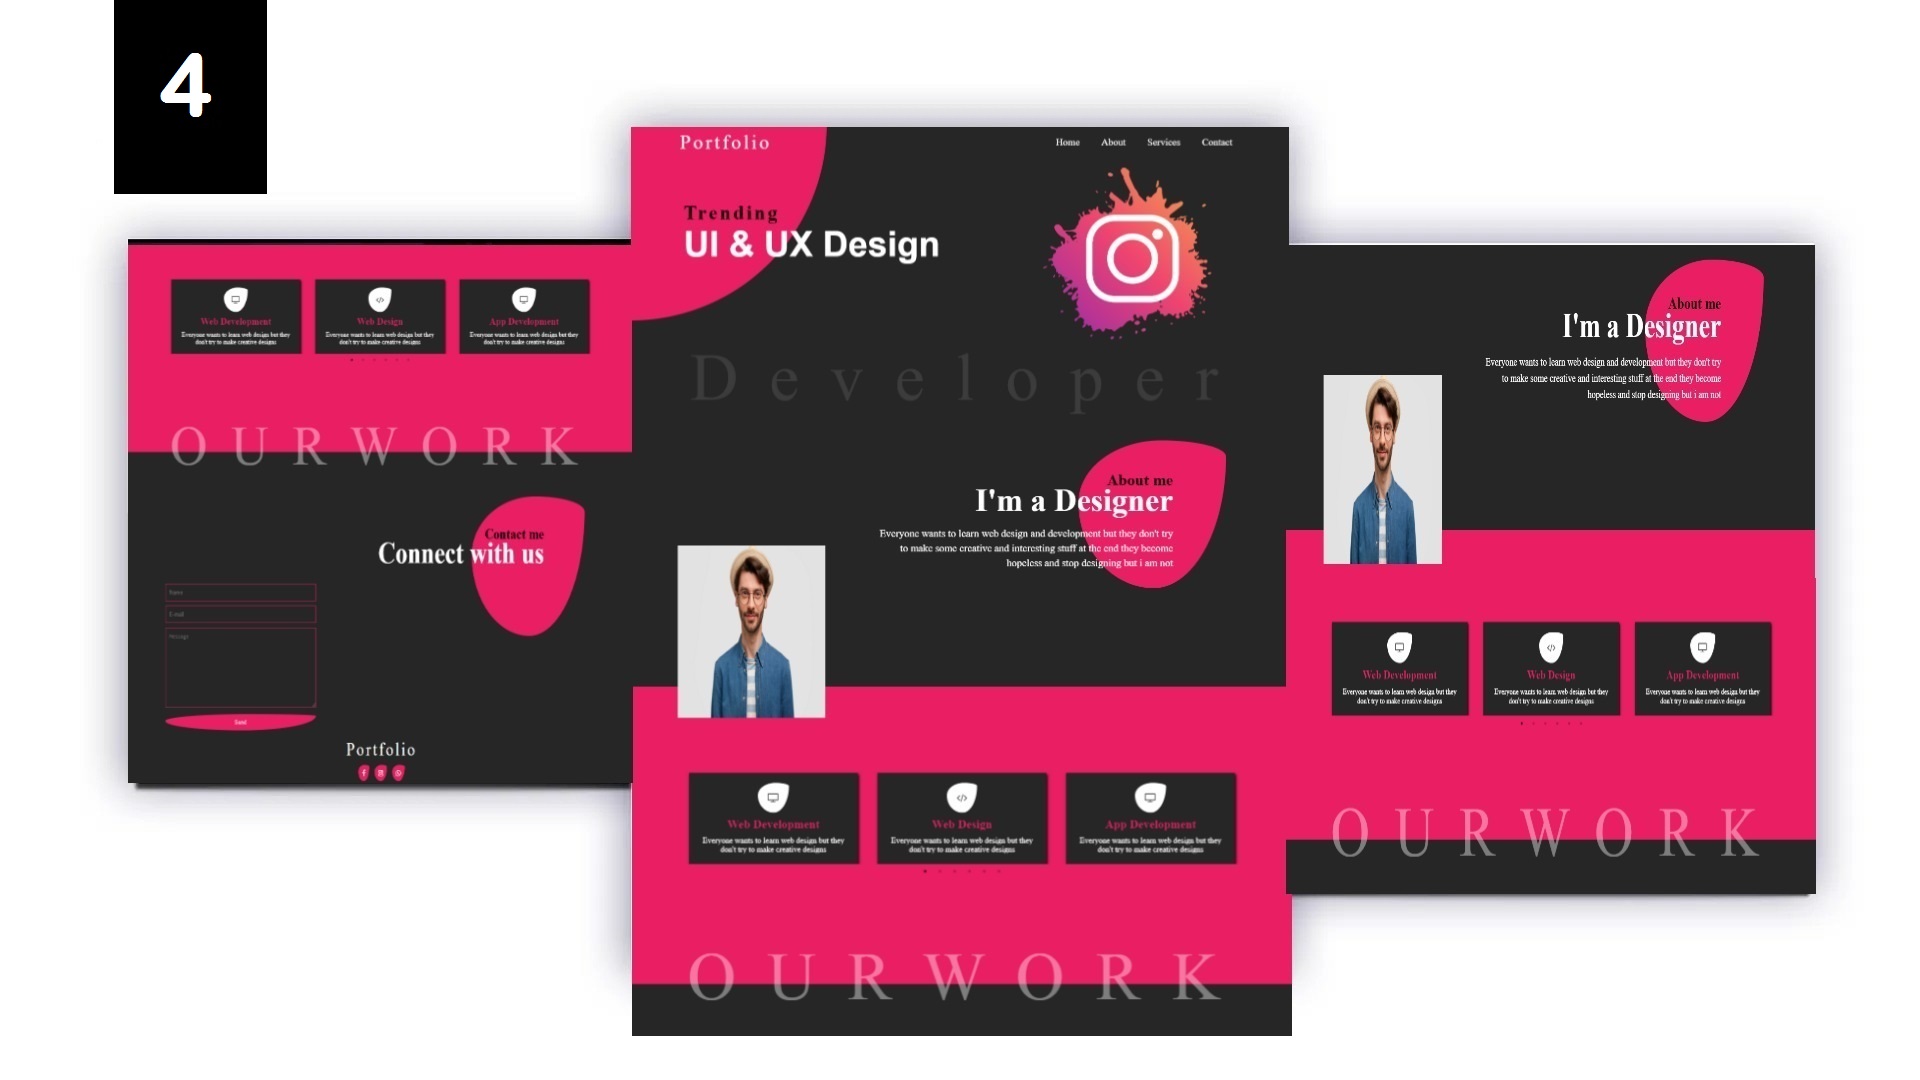 4
Web Development
Everyone wants to learn web design but they
don't try to make creative designs
Web Design
Everyone wants to learn web design but they
don't try to make creative designs
App Development
Everyone wants to learn web design but they
don't try to make creative designs
OURWORK
Contact me
Connect with us
Name
E-mail
Message
Send
Portfolio
Portfolio
Home About Services Contact
Trending
UI & UX Design
Developer
About me
I'm a Designer
Everyone wants to learn web design and development but they don't try
to make some creative and interesting stuff at the end they become
hopeless and stop designing but i am not
Web Development
Everyone wants to learn web design but they
don't try to make creative designs
Web Design
Everyone wants to learn web design but they
don't try to make creative designs
App Development
Everyone wants to learn web design but they
don't try to make creative designs
OURWORK
About me
I'm a Designer
Everyone wants to learn web design and development but they don't try
to make some creative and interesting stuff at the end they become
hopeless and stop designing but i am not
Web Development
Everyone wants to learn web design but they
don't try to make creative designs
Web Design
Everyone wants to learn web design but they
don't try to make creative designs
App Development
Everyone wants to learn web design but they
don't try to make creative designs
OURWORK